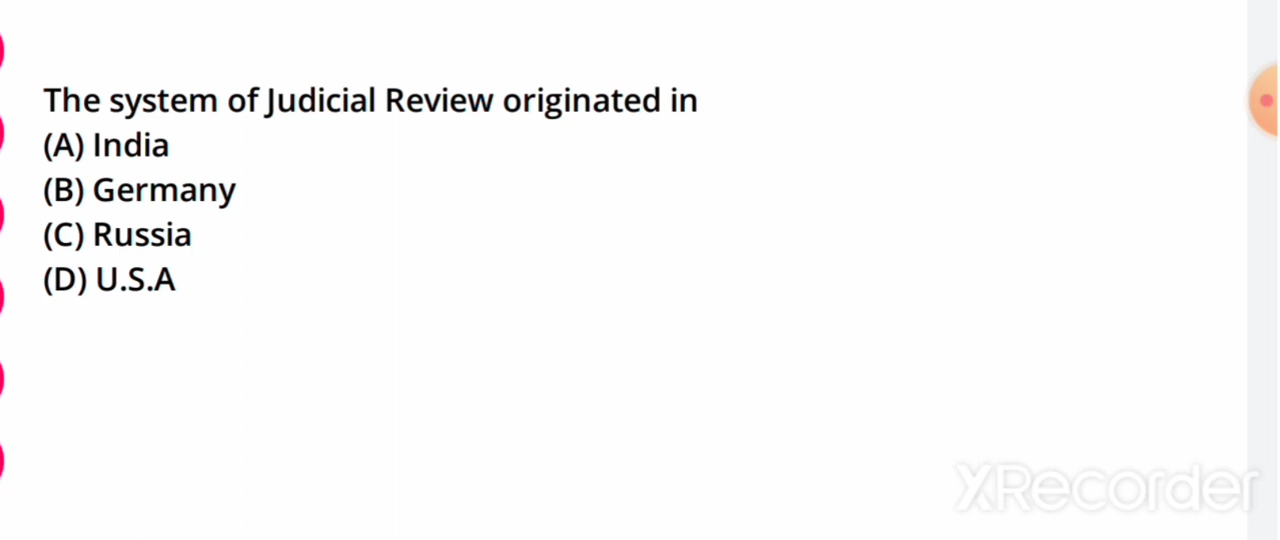 The system of Judicial Review originated in
(A) India
(B) Germany
(C) Russia
(D) U.S.A
XRecorder